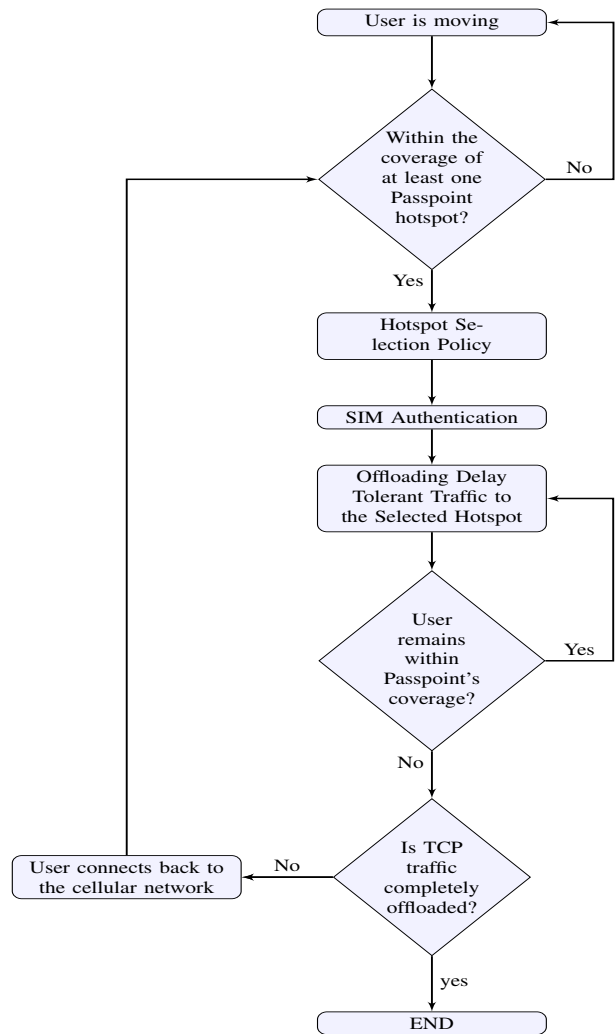 User is moving
Within the
coverage of
at least one
Passpoint
hotspot?
No
Yes
Hotspot Se-
lection Policy
SIM Authentication
Offloading Delay
Tolerant Traffic to
the Selected Hotspot
User
remains
within
Passpoint's
coverage?
Yes
No
Is TCP
traffic
completely
offloaded?
No
User connects back to
the cellular network
yes
END